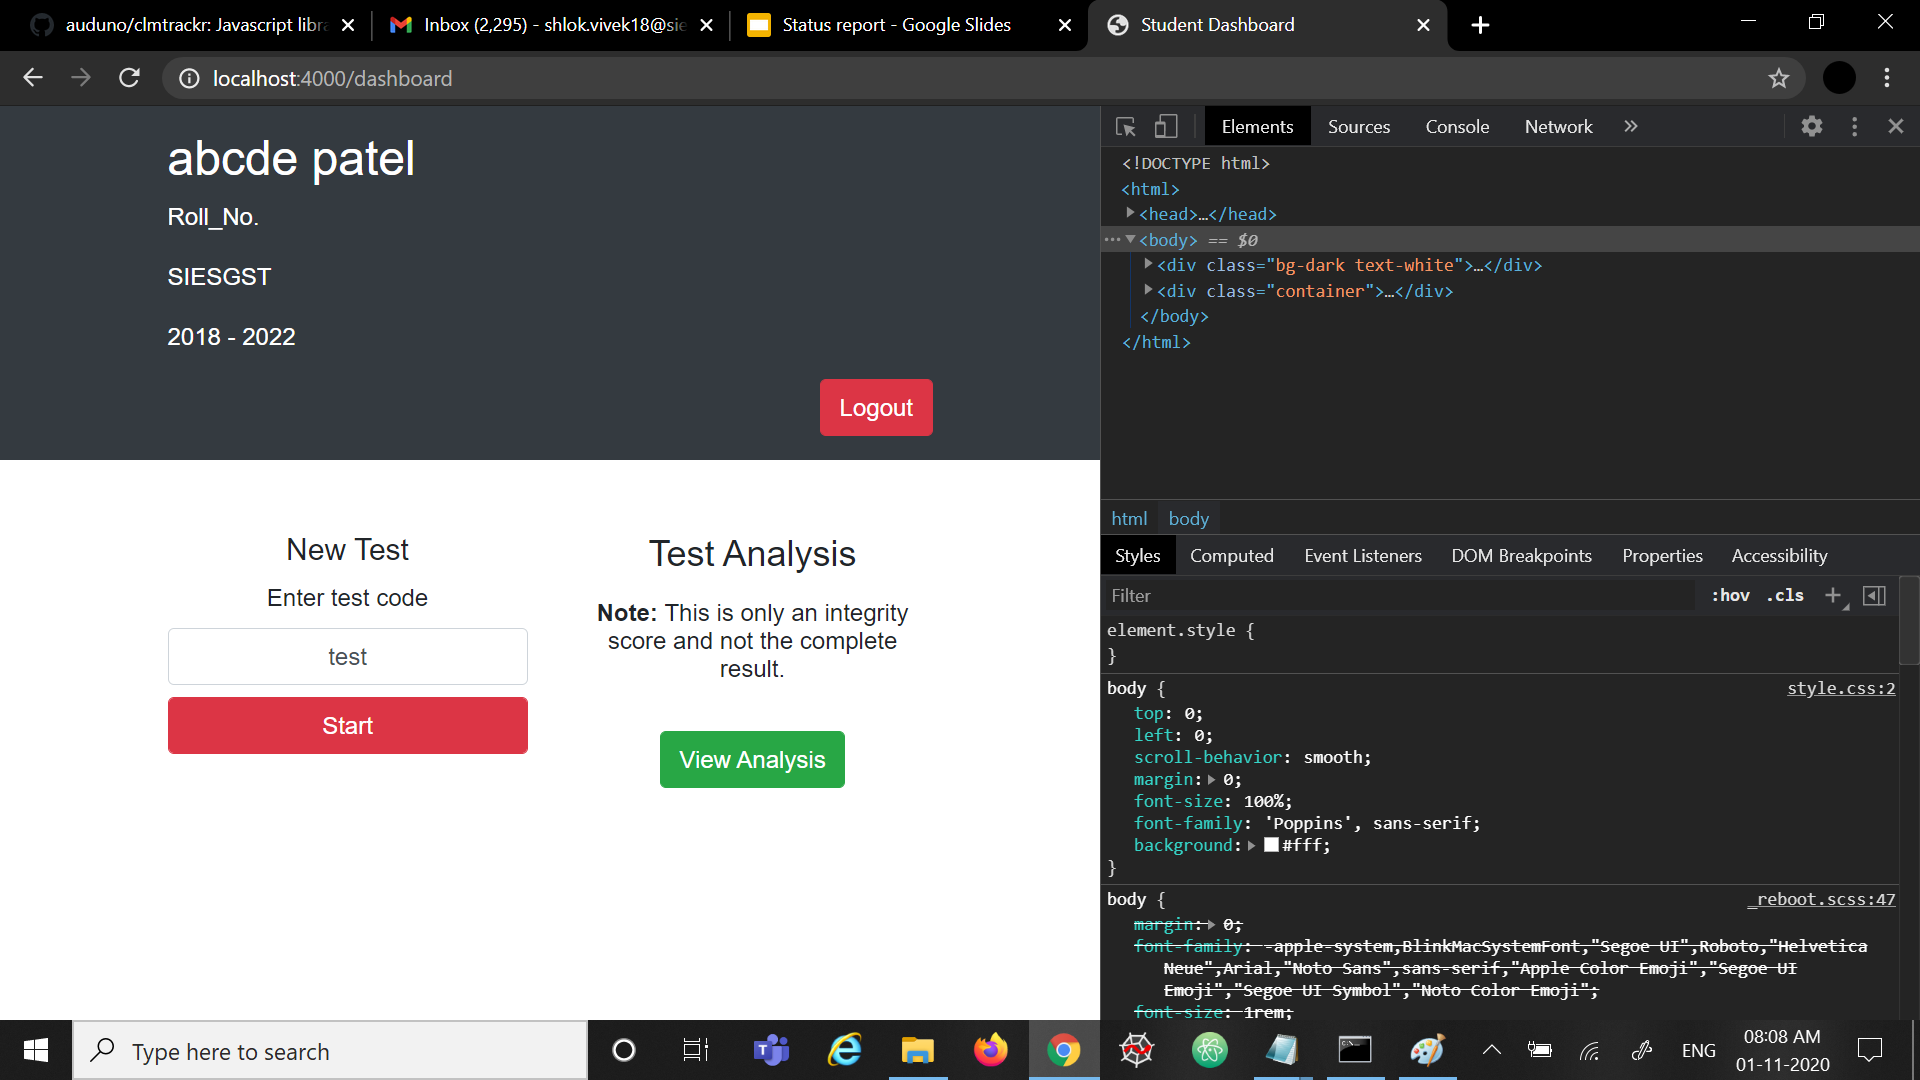 auduno/clmtrackr: Javascript libra
Inbox (2,295) - shlok.vivek18@sie
Status report - Google Slides
Student Dashboard
localhost:4000/dashboard
abcde patel
Roll_No.
SIESGST
2018 - 2022
Logout
New Test
Enter test code
test
Start
Test Analysis
Note: This is only an integrity
score and not the complete
result.
View Analysis
Elements Sources Console Network »
<!DOCTYPE html>
<html>
<head>…</head>
<body> == $0
<div class="bg-dark text-white">…</div>
<div class="container">…</div>
</body>
</html>
html body
Styles Computed Event Listeners DOM Breakpoints Properties Accessibility
Filter :hov .cls +
element.style {
}
body { style.css:2
top: 0;
left: 0;
scroll-behavior: smooth;
margin: 0;
font-size: 100%;
font-family: 'Poppins', sans-serif;
background: #fff;
}
body { _reboot.scss:47
margin: 0;
font-family: -apple-system,BlinkMacSystemFont,"Segoe UI",Roboto,"Helvetica
Neue",Arial,"Noto Sans",sans-serif,"Apple Color Emoji","Segoe UI
Emoji","Segoe UI Symbol","Noto Color Emoji";
font-size: 1rem;
Type here to search
ENG
08:08 AM
01-11-2020